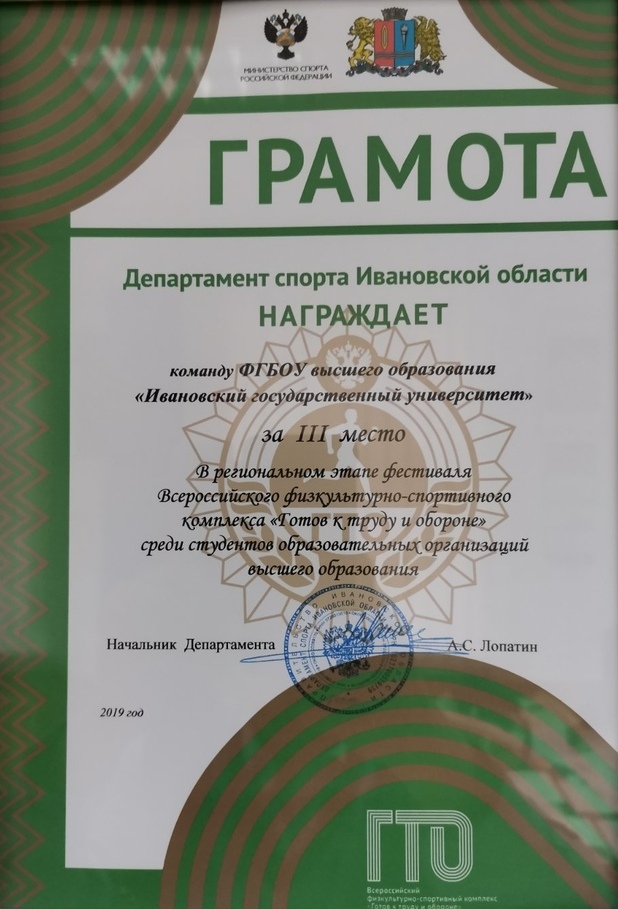 МИНИСТЕРСТВО СПОРТА
РОССИЙСКОЙ ФЕДЕРАЦИИ
ГРАМОТА
Департамент спорта Ивановской области
НАГРАЖДАЕТ
команду ФГБОУ высшего образования
«Ивановский государственный университет»
за III место
В региональном этапе фестиваля
Всероссийского физкультурно-спортивного
комплекса «Готов к труду и обороне»
среди студентов образовательных организаций
высшего образования
Начальник Департамента А.С. Лопатин
2019 год
ГТО
Всероссийский
физкультурно-спортивный комплекс
«Готов к труду и обороне»